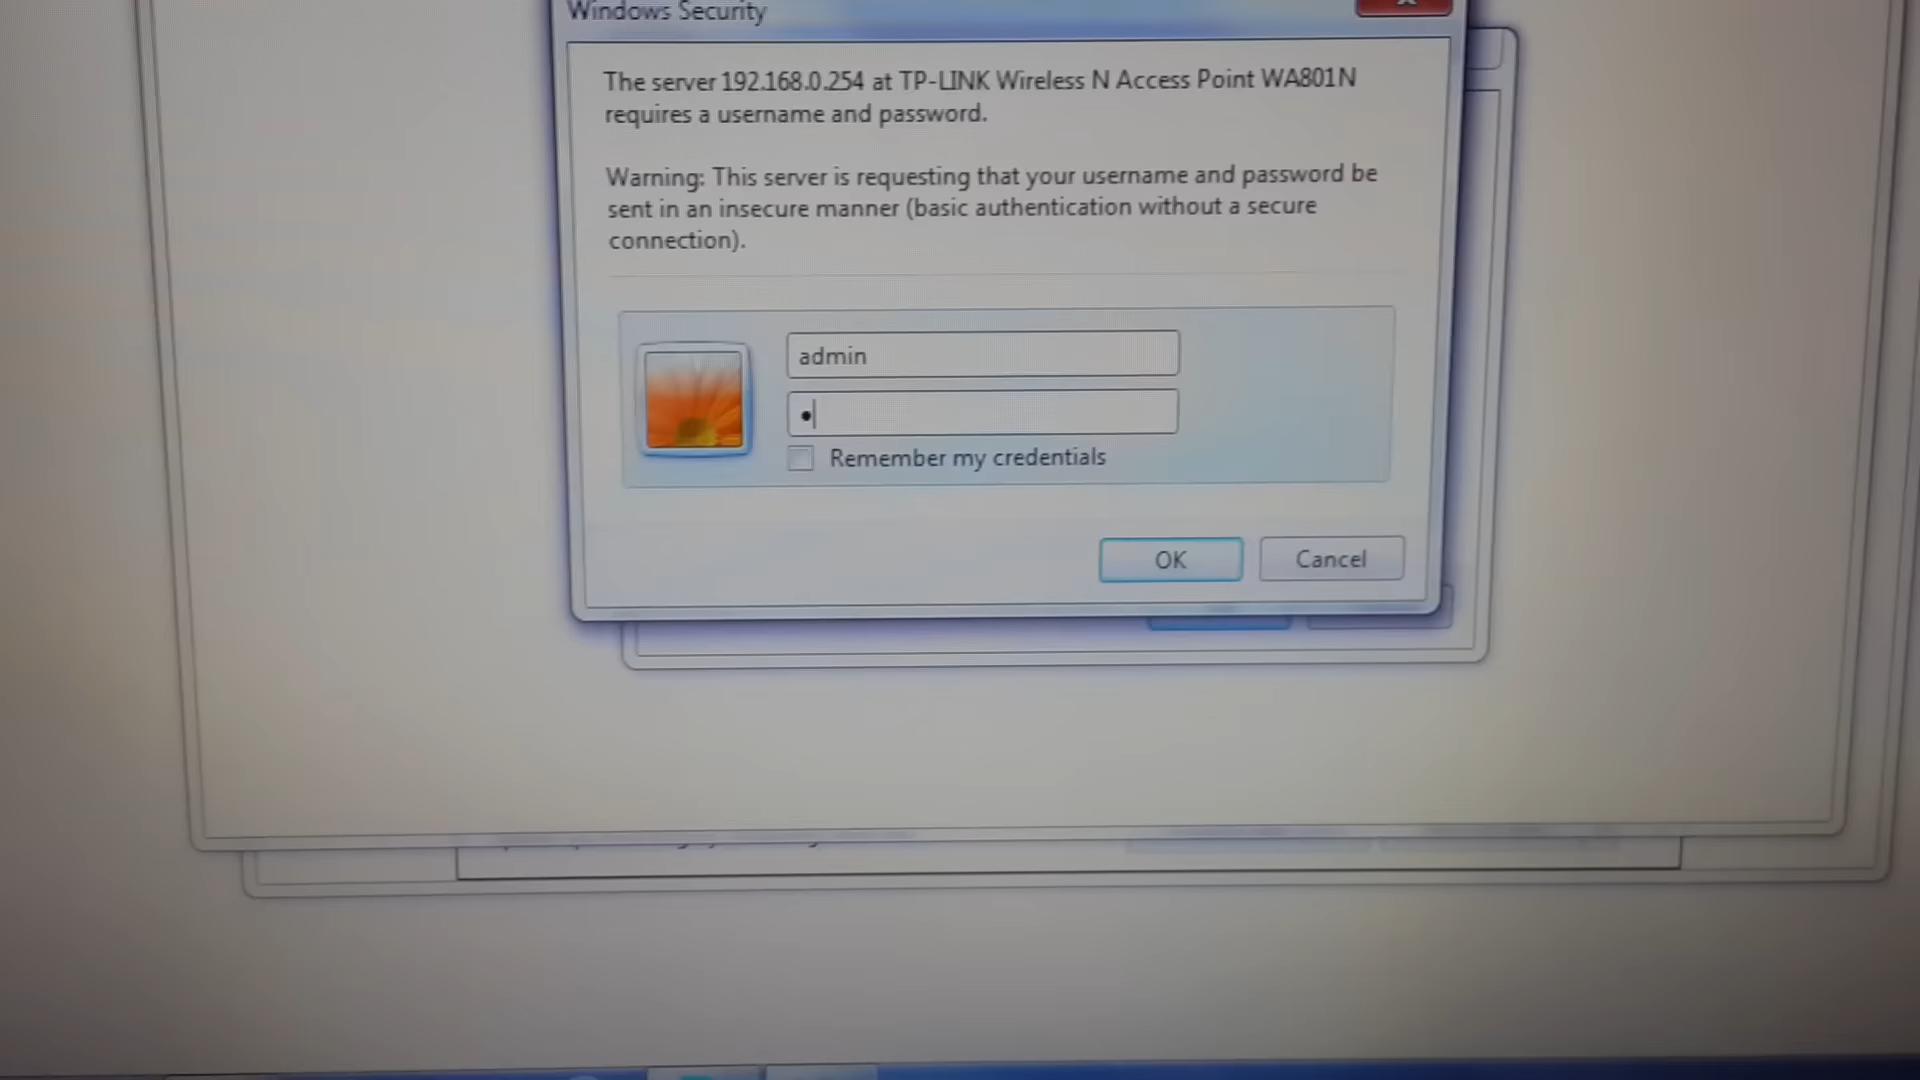 Windows Security
The server 192.168.0.254 at TP-LINK Wireless N Access Point WA801N
requires a username and password.
Warning: This server is requesting that your username and password be
sent in an insecure manner (basic authentication without a secure
connection).
admin
●
Remember my credentials
OK
Cancel